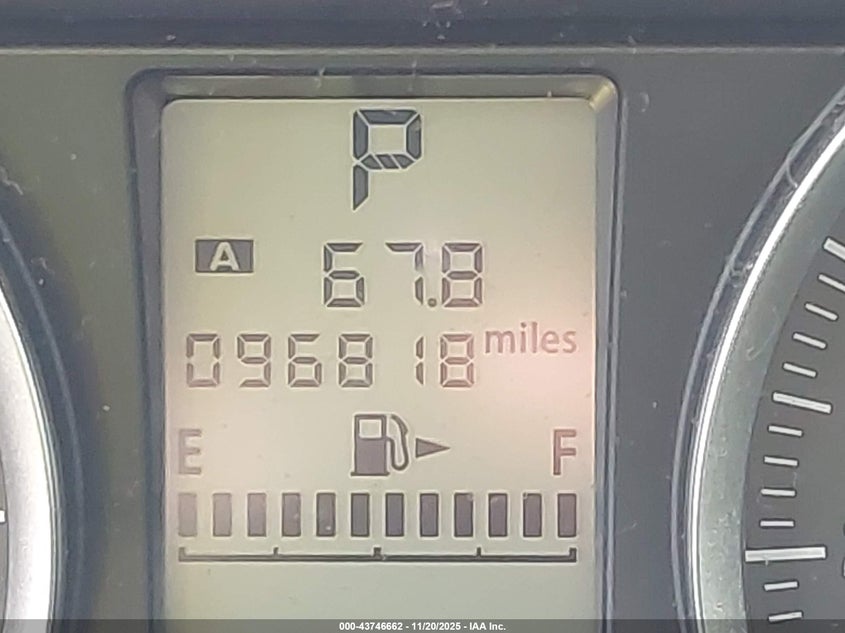 P
A 67.8
096818 miles
E F
000-43746662 - 11/20/2025 - IAA Inc.